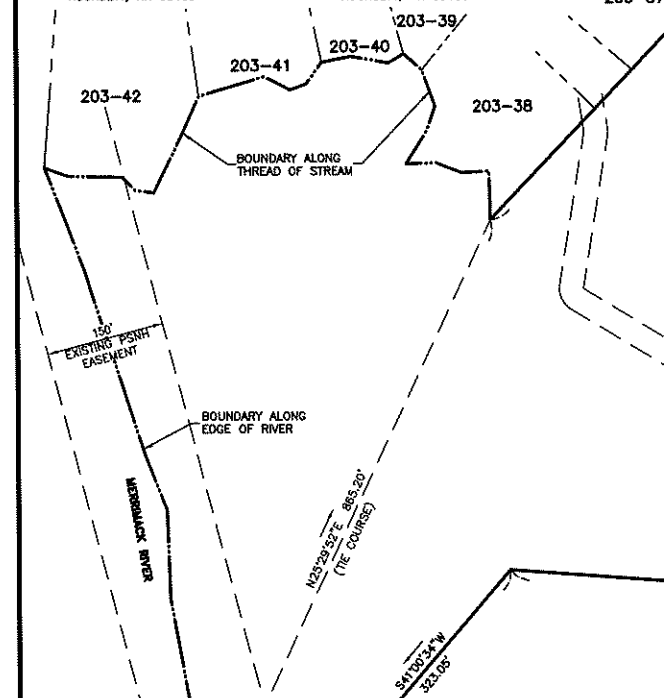 203-39
203-40
203-41
203-42
203-38
BOUNDARY ALONG
THREAD OF STREAM
150'
EXISTING PSNH
EASEMENT
BOUNDARY ALONG
EDGE OF RIVER
MERRIMACK RIVER
N25°29'52"E 865.20'
(TIE COURSE)
S41°00'34"W
323.05'